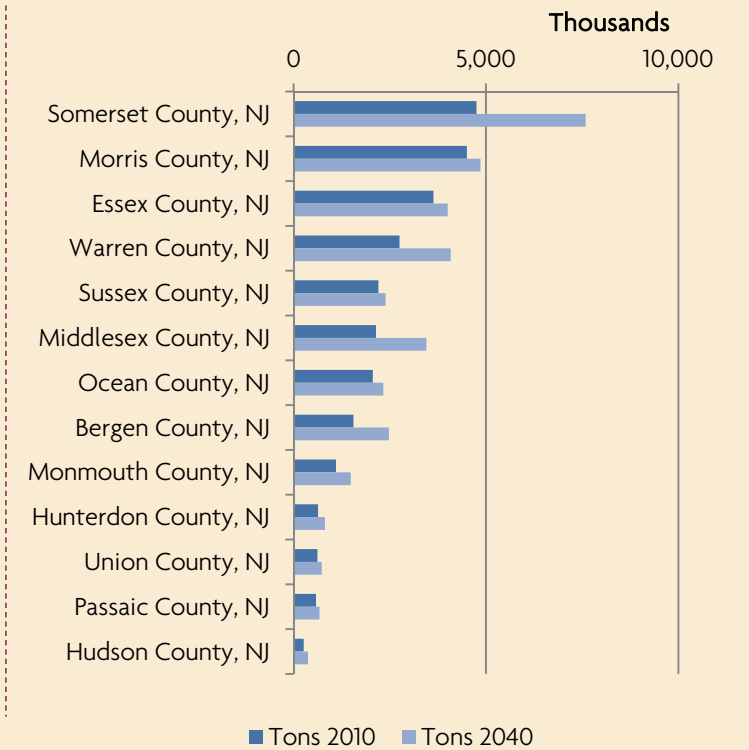 Thousands
0 5,000 10,000
Somerset County, NJ
Morris County, NJ
Essex County, NJ
Warren County, NJ
Sussex County, NJ
Middlesex County, NJ
Ocean County, NJ
Bergen County, NJ
Monmouth County, NJ
Hunterdon County, NJ
Union County, NJ
Passaic County, NJ
Hudson County, NJ
Tons 2010 Tons 2040